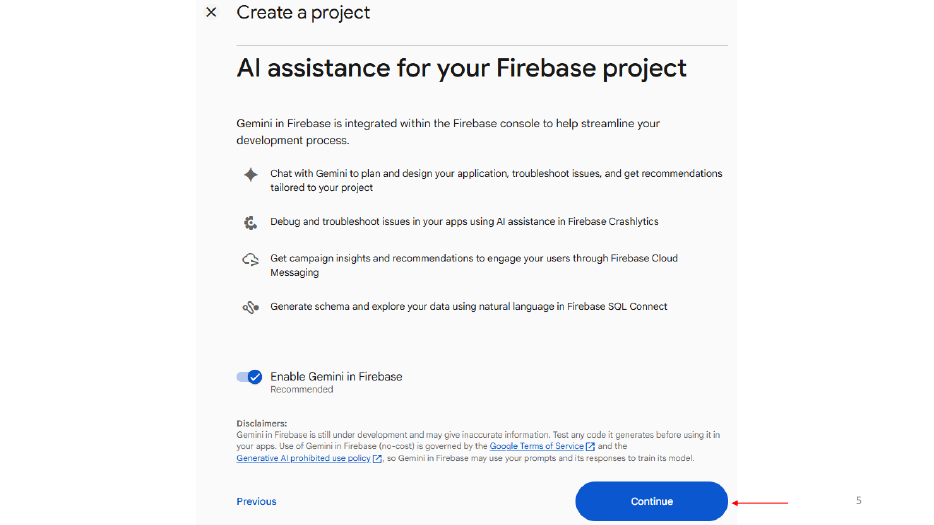 Create a project
AI assistance for your Firebase project
Gemini in Firebase is integrated within the Firebase console to help streamline your
development process.
Chat with Gemini to plan and design your application, troubleshoot issues, and get recommendations
tailored to your project
Debug and troubleshoot issues in your apps using AI assistance in Firebase Crashlytics
Get campaign insights and recommendations to engage your users through Firebase Cloud
Messaging
Generate schema and explore your data using natural language in Firebase SQL Connect
Enable Gemini in Firebase
Recommended
Disclaimers:
Gemini in Firebase is still under development and may give inaccurate information. Test any code it generates before using it in
your apps. Use of Gemini in Firebase (no-cost) is governed by the Google Terms of Service and the
Generative AI prohibited use policy, so Gemini in Firebase may use your prompts and its responses to train its model.
Previous
Continue
5